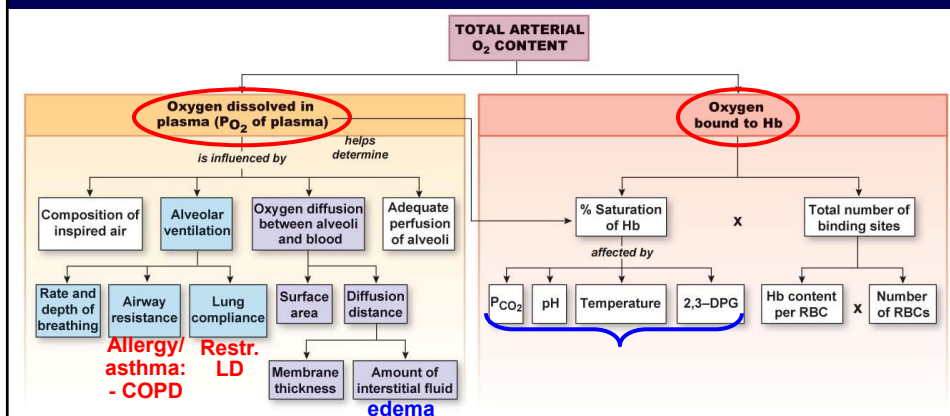 TOTAL ARTERIAL
O₂ CONTENT
Oxygen dissolved in
plasma (PO₂ of plasma)
is influenced by
helps
determine
Composition of
inspired air
Alveolar
ventilation
Oxygen diffusion
between alveoli
and blood
Adequate
perfusion
of alveoli
Rate and
depth of
breathing
Airway
resistance
Lung
compliance
Surface
area
Diffusion
distance
Allergy/
asthma:
- COPD
Restr.
LD
Membrane
thickness
Amount of
interstitial fluid
edema
Oxygen
bound to Hb
% Saturation
of Hb
x
Total number of
binding sites
affected by
PCO₂
pH
Temperature
2,3–DPG
Hb content
per RBC
x
Number
of RBCs